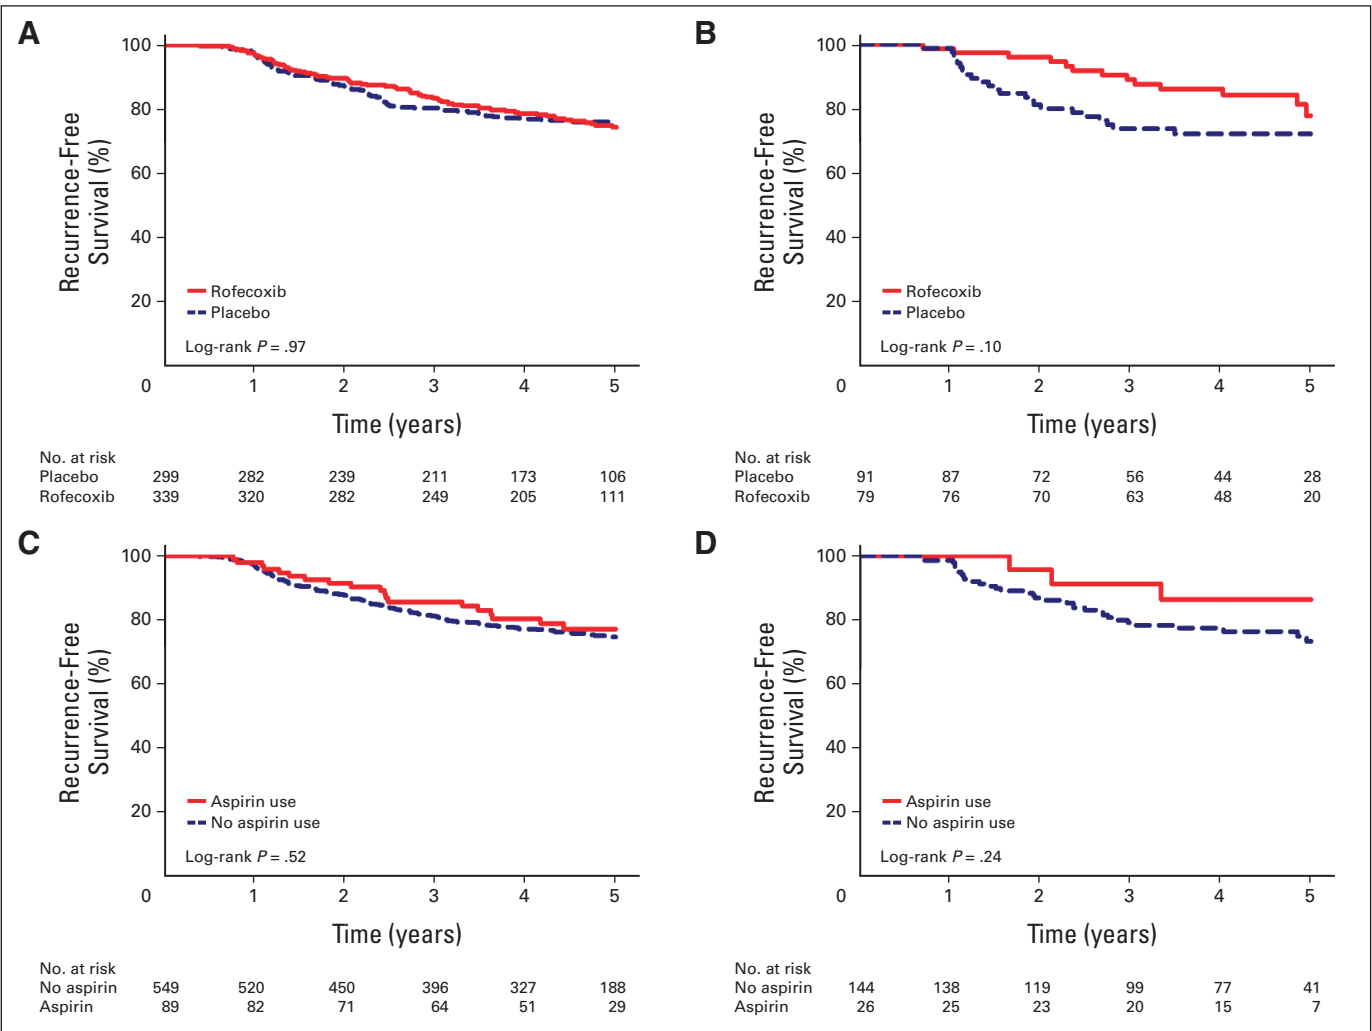 A
100
80
60
40
20
0
Recurrence-Free
Survival (%)
Rofecoxib
Placebo
Log-rank P = .97
1 2 3 4 5
Time (years)
No. at risk
Placebo 299 282 239 211 173 106
Rofecoxib 339 320 282 249 205 111
B
100
80
60
40
20
0
Recurrence-Free
Survival (%)
Rofecoxib
Placebo
Log-rank P = .10
1 2 3 4 5
Time (years)
No. at risk
Placebo 91 87 72 56 44 28
Rofecoxib 79 76 70 63 48 20
C
100
80
60
40
20
0
Recurrence-Free
Survival (%)
Aspirin use
No aspirin use
Log-rank P = .52
1 2 3 4 5
Time (years)
No. at risk
No aspirin 549 520 450 396 327 188
Aspirin 89 82 71 64 51 29
D
100
80
60
40
20
0
Recurrence-Free
Survival (%)
Aspirin use
No aspirin use
Log-rank P = .24
1 2 3 4 5
Time (years)
No. at risk
No aspirin 144 138 119 99 77 41
Aspirin 26 25 23 20 15 7